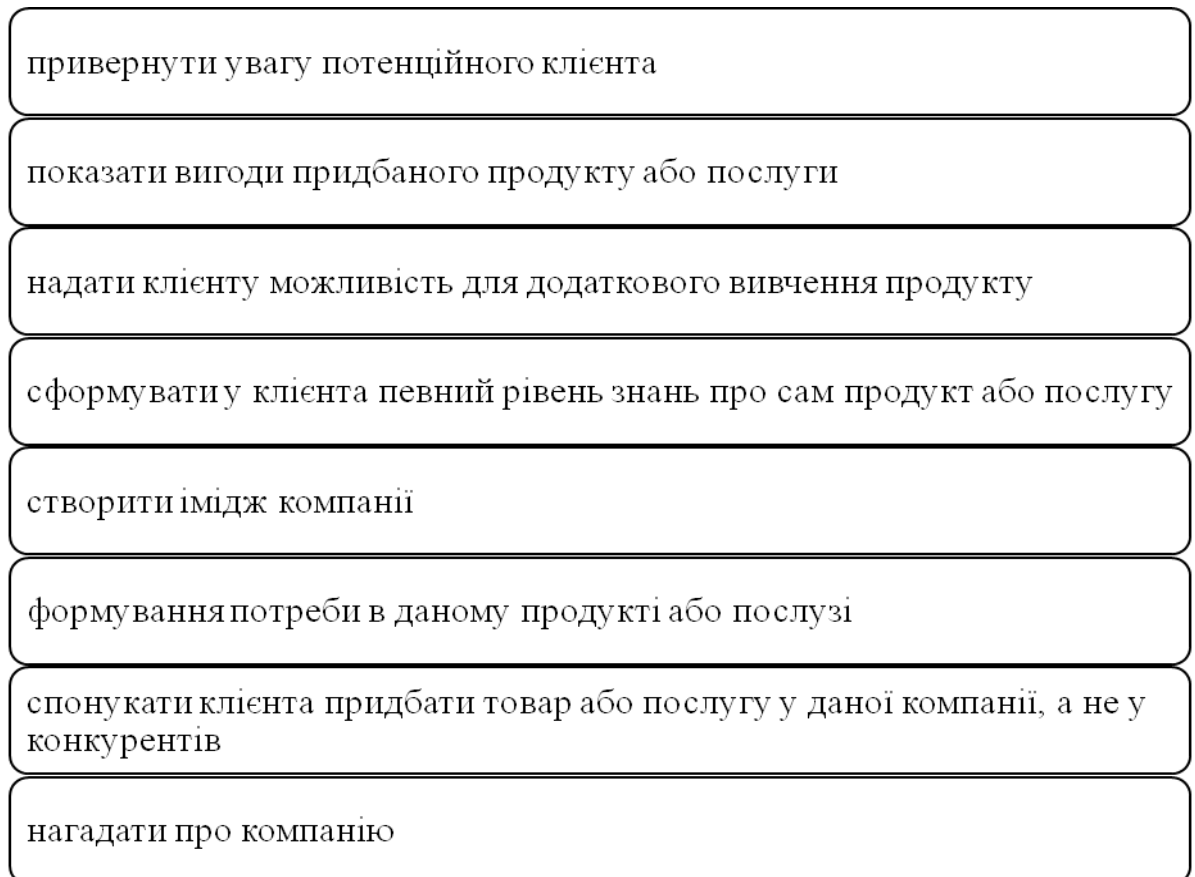 привернути увагу потенційного клієнта
показати вигоди придбаного продукту або послуги
надати клієнту можливість для додаткового вивчення продукту
сформувати у клієнта певний рівень знань про сам продукт або послугу
створити імідж компанії
формування потреби в даному продукті або послузі
спонукати клієнта придбати товар або послугу у даної компанії, а не у
конкурентів
нагадати про компанію